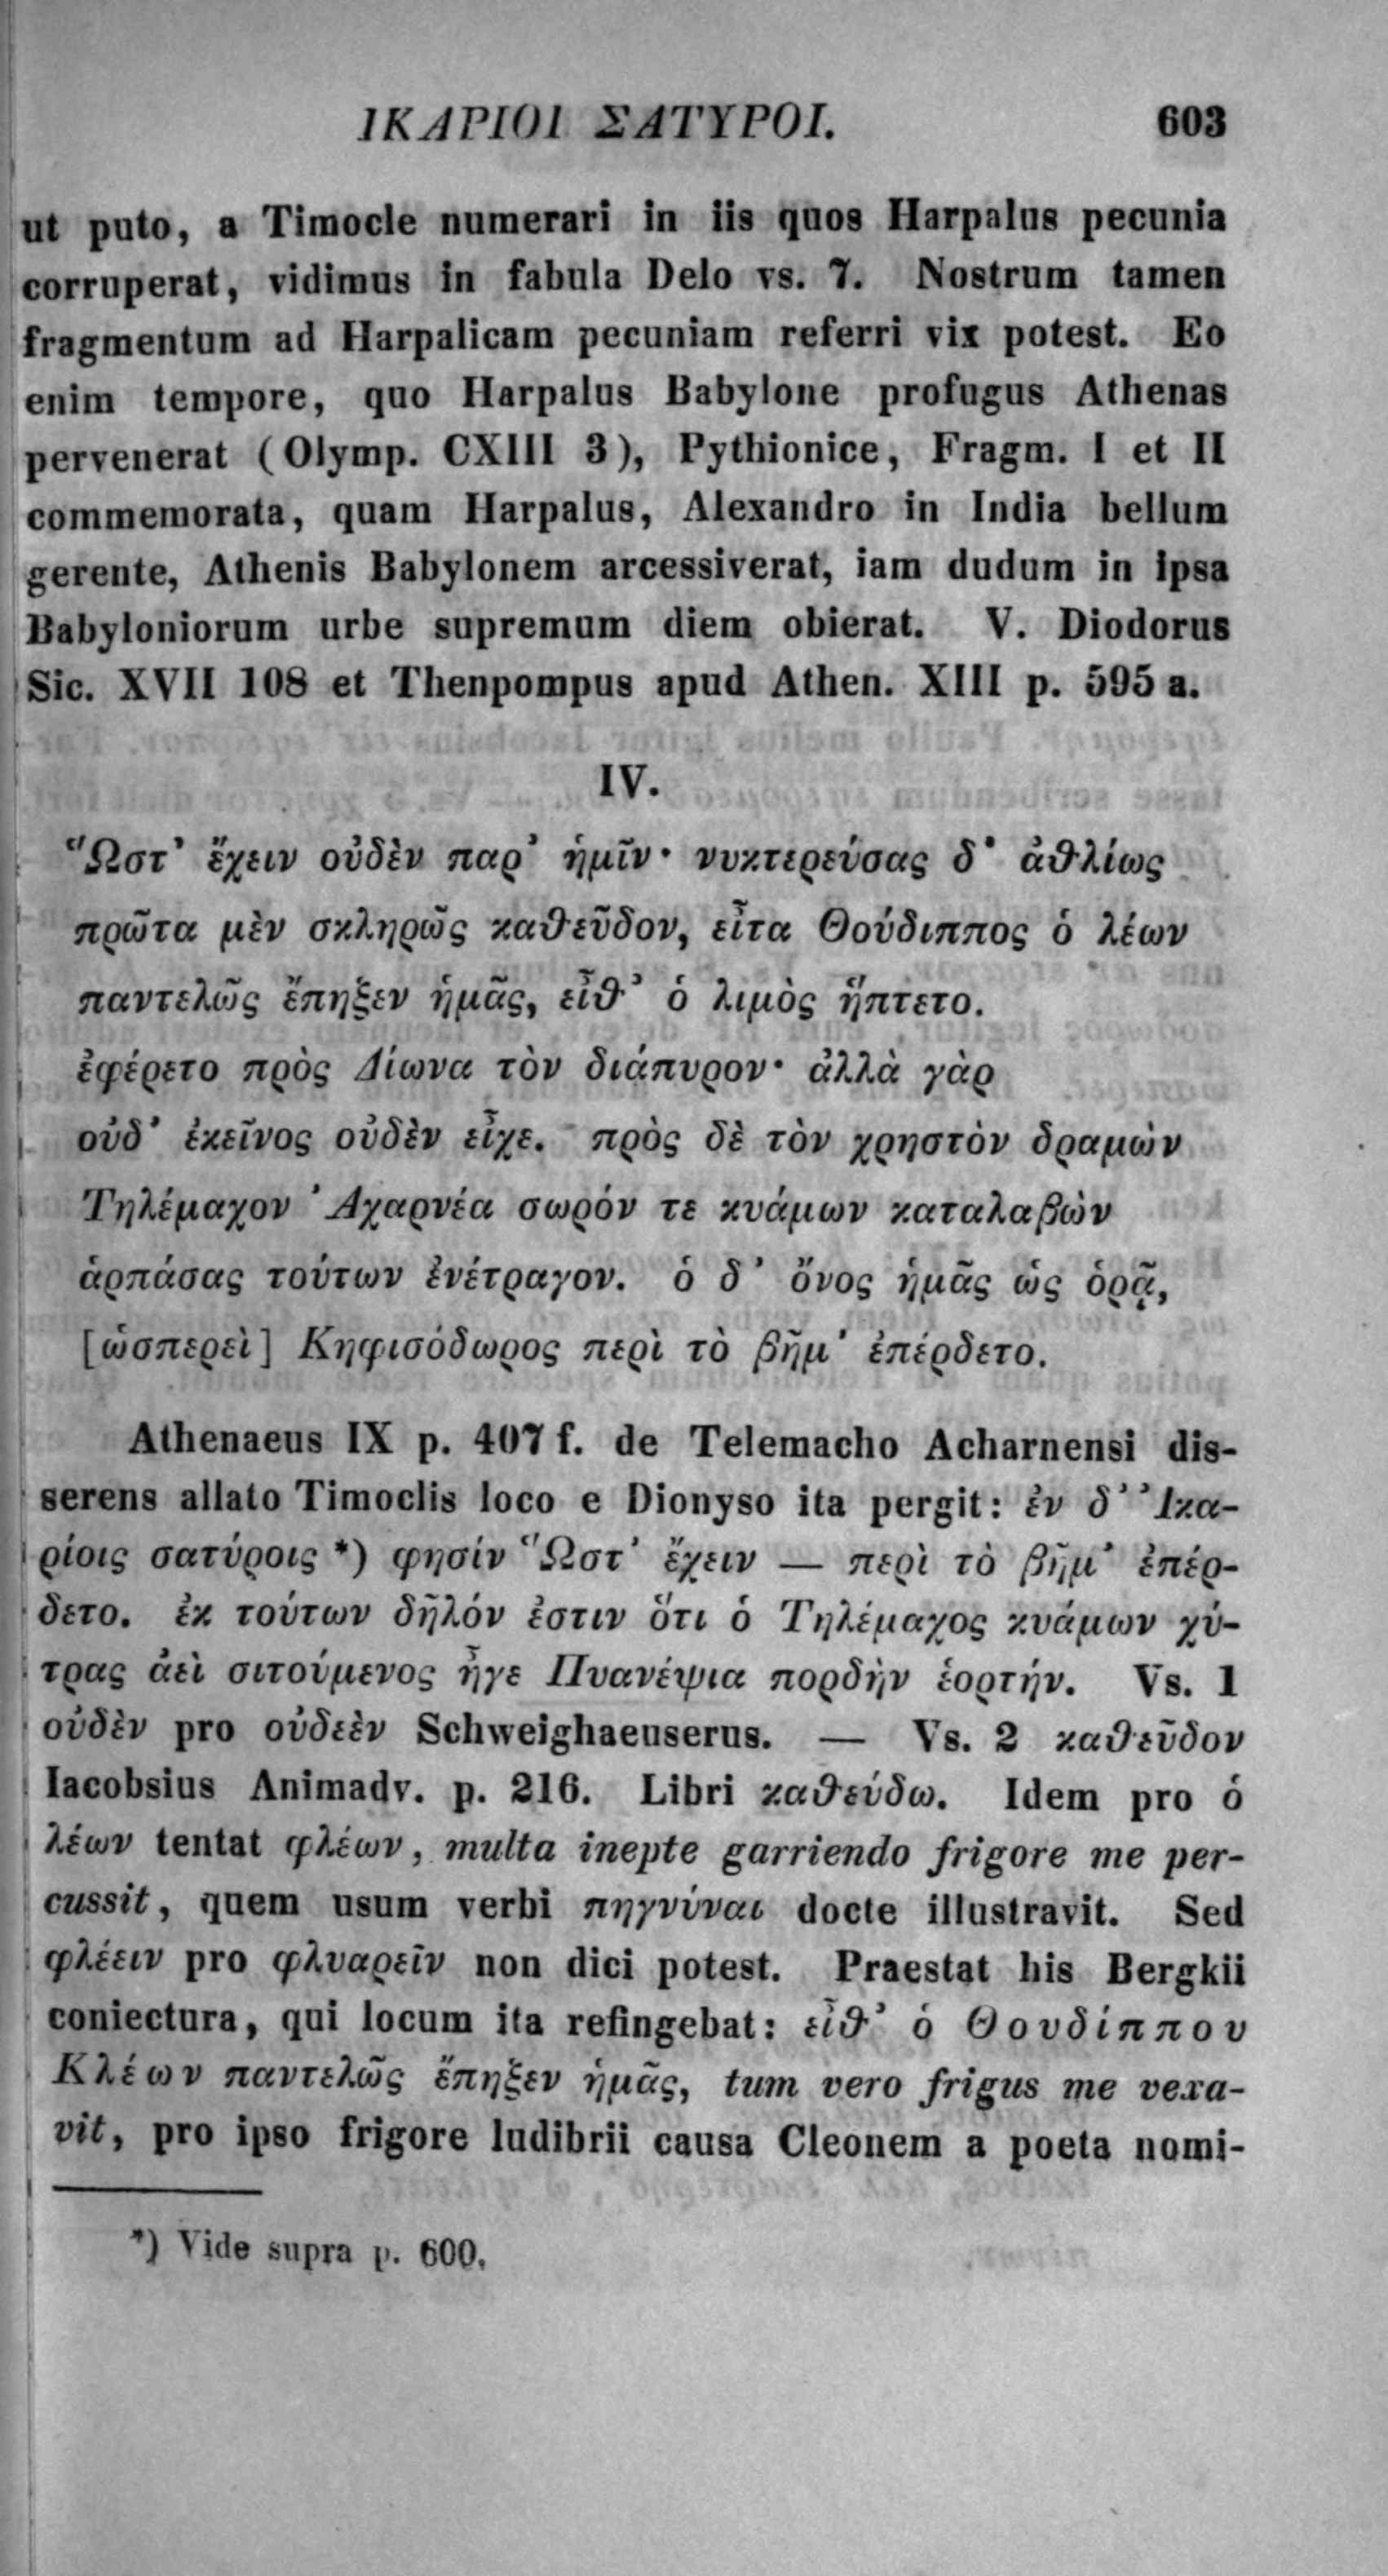 ΙΚΑΡΙΟΙ ΣΑΤΥΡΟΙ. 603
ut puto, a Timocle numerari in iis quos Harpalus pecunia
corruperat, vidimus in fabula Delo vs. 7. Nostrum tamen
fragmentum ad Harpalicam pecuniam referri vix potest. Eo
enim tempore, quo Harpalus Babylone profugus Athenas
pervenerat (Olymp. CXIII 3), Pythionice, Fragm. I et II
commemorata, quam Harpalus, Alexandro in India bellum
gerente, Athenis Babylonem arcessiverat, iam dudum in ipsa
Babyloniorum urbe supremum diem obierat. V. Diodorus
Sic. XVII 108 et Thenpompus apud Athen. XIII p. 595 a.
IV.
Ὥστ' ἔχειν οὐδὲν παρ' ἡμῖν· νυκτερεύσας δ' ἀθλίως
πρῶτα μὲν σκληρῶς καθεῦδον, εἶτα Θούδιππος ὁ λέων
παντελῶς ἔπηξεν ἡμᾶς, εἶθ' ὁ λιμὸς ἥπτετο.
ἐφέρετο πρὸς Δίωνα τὸν διάπυρον· ἀλλὰ γὰρ
οὐδ' ἐκεῖνος οὐδὲν εἶχε. πρὸς δὲ τὸν χρηστὸν δραμὼν
Τηλέμαχον Ἀχαρνέα σωρόν τε κυάμων καταλαβὼν
ἁρπάσας τούτων ἐνέτραγον. ὁ δ' ὄνος ἡμᾶς ὡς ὁρᾷ,
[ὡσπερεὶ] Κηφισόδωρος περὶ τὸ βῆμ' ἐπέρδετο.
Athenaeus IX p. 407 f. de Telemacho Acharnensi dis-
serens allato Timoclis loco e Dionyso ita pergit: ἐν δ' Ἰκα-
ρίοις σατύροις *) φησίν Ὥστ' ἔχειν — περὶ τὸ βῆμ' ἐπέρ-
δετο. ἐκ τούτων δῆλόν ἐστιν ὅτι ὁ Τηλέμαχος κυάμων χύ-
τρας ἀεὶ σιτούμενος ἦγε Πυανέψια πορδὴν ἑορτήν. Vs. 1
οὐδὲν pro οὐδεὲν Schweighaeuserus. — Vs. 2 καθεῦδον
Iacobsius Animadv. p. 216. Libri καθεύδω. Idem pro ὁ
λέων tentat φλέων, multa inepte garriendo frigore me per-
cussit, quem usum verbi πηγνύναι docte illustravit. Sed
φλέειν pro φλυαρεῖν non dici potest. Praestat his Bergkii
coniectura, qui locum ita refingebat: εἶθ' ὁ Θουδίππου
Κλέων παντελῶς ἔπηξεν ἡμᾶς, tum vero frigus me vexa-
vit, pro ipso frigore ludibrii causa Cleonem a poeta nomi-
*) Vide supra p. 600.